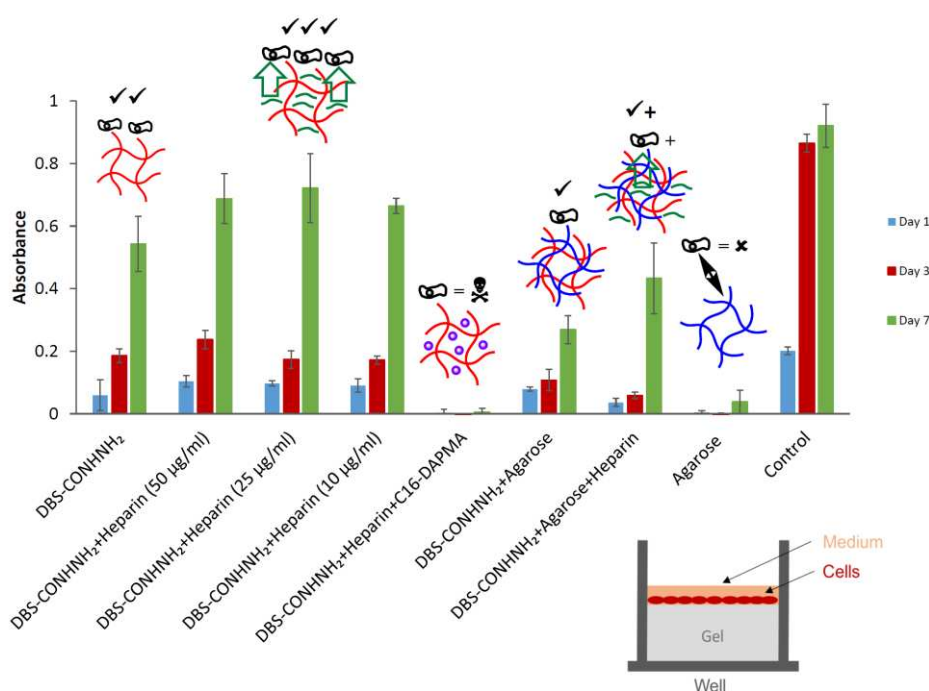 ✓✓
✓✓✓
✓
✓+
+
= ☠
= ✘
Absorbance
1
0.8
0.6
0.4
0.2
0
DBS-CONHNH₂
DBS-CONHNH₂+Heparin (50 µg/ml)
DBS-CONHNH₂+Heparin (25 µg/ml)
DBS-CONHNH₂+Heparin (10 µg/ml)
DBS-CONHNH₂+Heparin+C16-DAPMA
DBS-CONHNH₂+Agarose
DBS-CONHNH₂+Agarose+Heparin
Agarose
Control
Day 1
Day 3
Day 7
Medium
Cells
Gel
Well